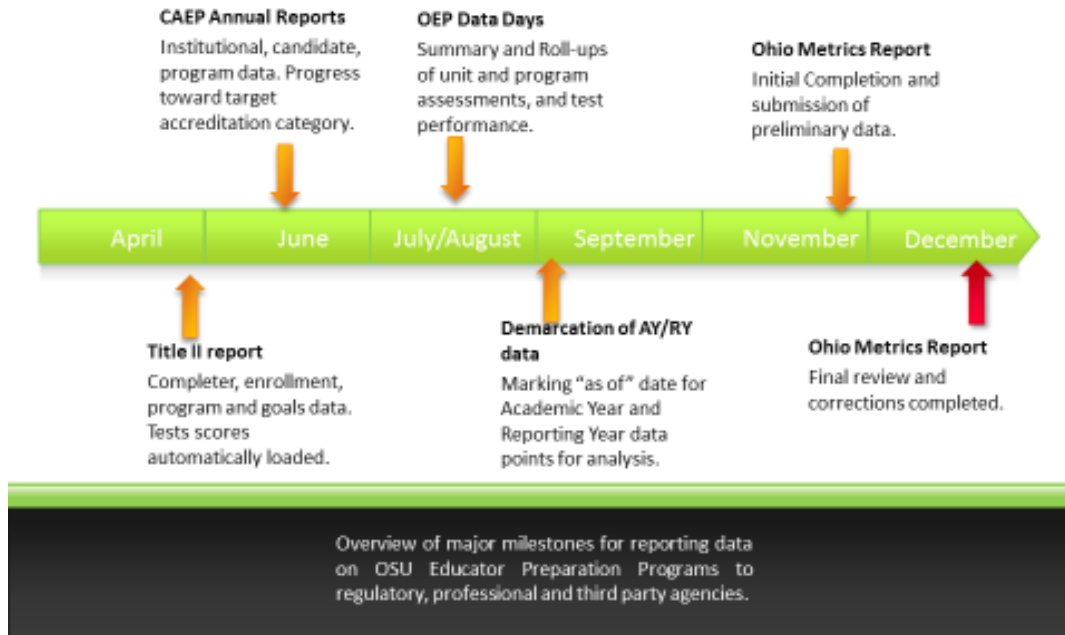 CAEP Annual Reports
Institutional, candidate,
program data. Progress
toward target
accreditation category.
OEP Data Days
Summary and Roll-ups
of unit and program
assessments, and test
performance.
Ohio Metrics Report
Initial Completion and
submission of
preliminary data.
April
June
July/August
September
November
December
Title II report
Completer, enrollment,
program and goals data.
Tests scores
automatically loaded.
Demarcation of AY/RY
data
Marking “as of” date for
Academic Year and
Reporting Year data
points for analysis.
Ohio Metrics Report
Final review and
corrections completed.
Overview of major milestones for reporting data
on OSU Educator Preparation Programs to
regulatory, professional and third party agencies.